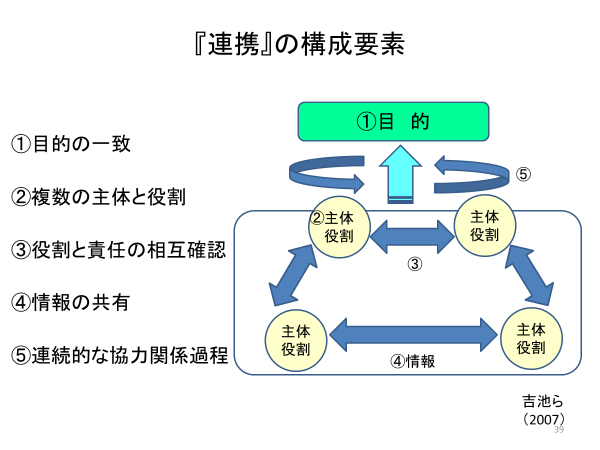 『連携』の構成要素
①目的の一致
②複数の主体と役割
③役割と責任の相互確認
④情報の共有
⑤連続的な協力関係過程
①目　的
⑤
②主体
役割
主体
役割
③
主体
役割
主体
役割
④情報
吉池ら
（2007）
39